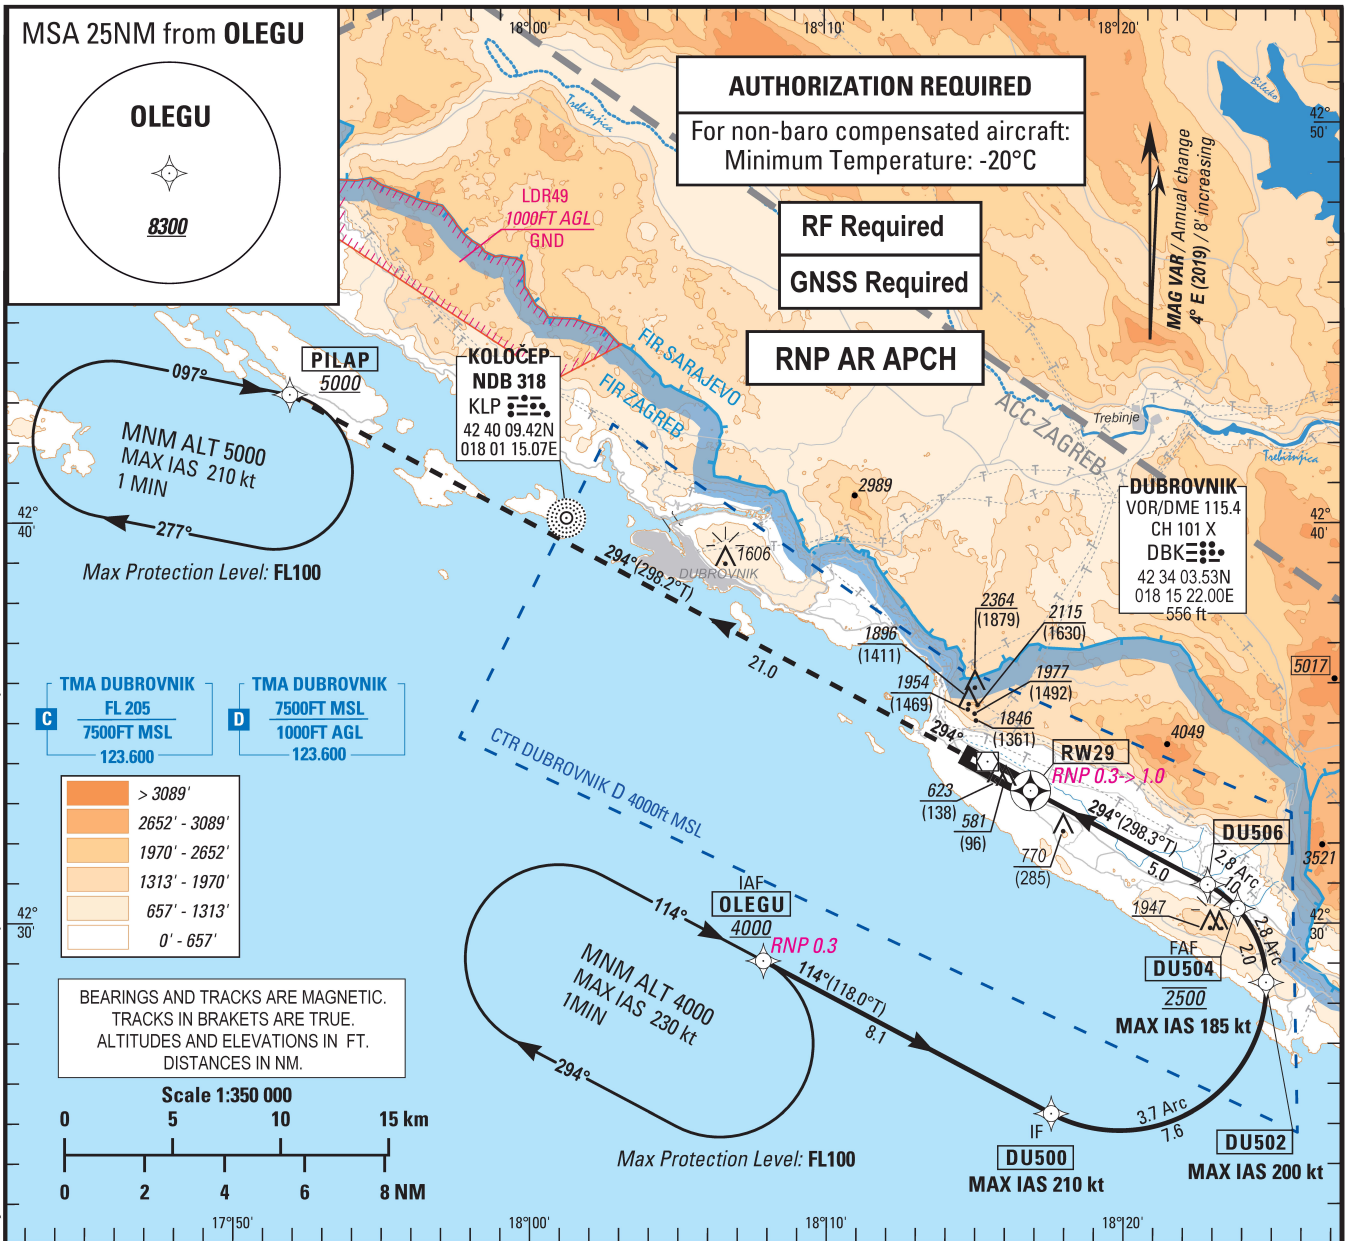 MSA 25NM from OLEGU
OLEGU
8300
18°00'
18°10'
18°20'
Trebišnjica
Bilećko
42°
50'
AUTHORIZATION REQUIRED
For non-baro compensated aircraft:
Minimum Temperature: -20°C
RF Required
GNSS Required
RNP AR APCH
MAG VAR / Annual change
4° E (2019) / 8' increasing
LDR49
1000FT AGL
GND
FIR SARAJEVO
FIR ZAGREB
ACC ZAGREB
Trebinje
Trebišnjica
PILAP
5000
097°
MNM ALT 5000
MAX IAS 210 kt
1 MIN
277°
Max Protection Level: FL100
42°
40'
KOLOČEP
NDB 318
KLP
42 40 09.42N
018 01 15.07E
2989
1606
DUBROVNIK
42°
40'
DUBROVNIK
VOR/DME 115.4
CH 101 X
DBK
42 34 03.53N
018 15 22.00E
556 ft
294°(298.2°T)
21.0
2364
(1879)
2115
(1630)
1896
(1411)
1977
(1492)
1954
(1469)
1846
(1361)
5017
4049
3521
TMA DUBROVNIK
C
FL 205
7500FT MSL
123.600
TMA DUBROVNIK
D
7500FT MSL
1000FT AGL
123.600
CTR DUBROVNIK D 4000ft MSL
294°
RW29
RNP 0.3-> 1.0
623
(138)
581
(96)
770
(285)
294°(298.3°T)
5.0
DU506
2.8 Arc
1.0
2.8 Arc
2.0
1947
FAF
DU504
2500
MAX IAS 185 kt
42°
30'
> 3089'
2652' - 3089'
1970' - 2652'
1313' - 1970'
657' - 1313'
0' - 657'
42°
30'
IAF
OLEGU
4000
RNP 0.3
114°
MNM ALT 4000
MAX IAS 230 kt
1MIN
294°
Max Protection Level: FL100
114°(118.0°T)
8.1
3.7 Arc
7.6
IF
DU500
MAX IAS 210 kt
DU502
MAX IAS 200 kt
BEARINGS AND TRACKS ARE MAGNETIC.
TRACKS IN BRAKETS ARE TRUE.
ALTITUDES AND ELEVATIONS IN FT.
DISTANCES IN NM.
Scale 1:350 000
0 5 10 15 km
0 2 4 6 8 NM
17°50'
18°00'
18°10'
18°20'